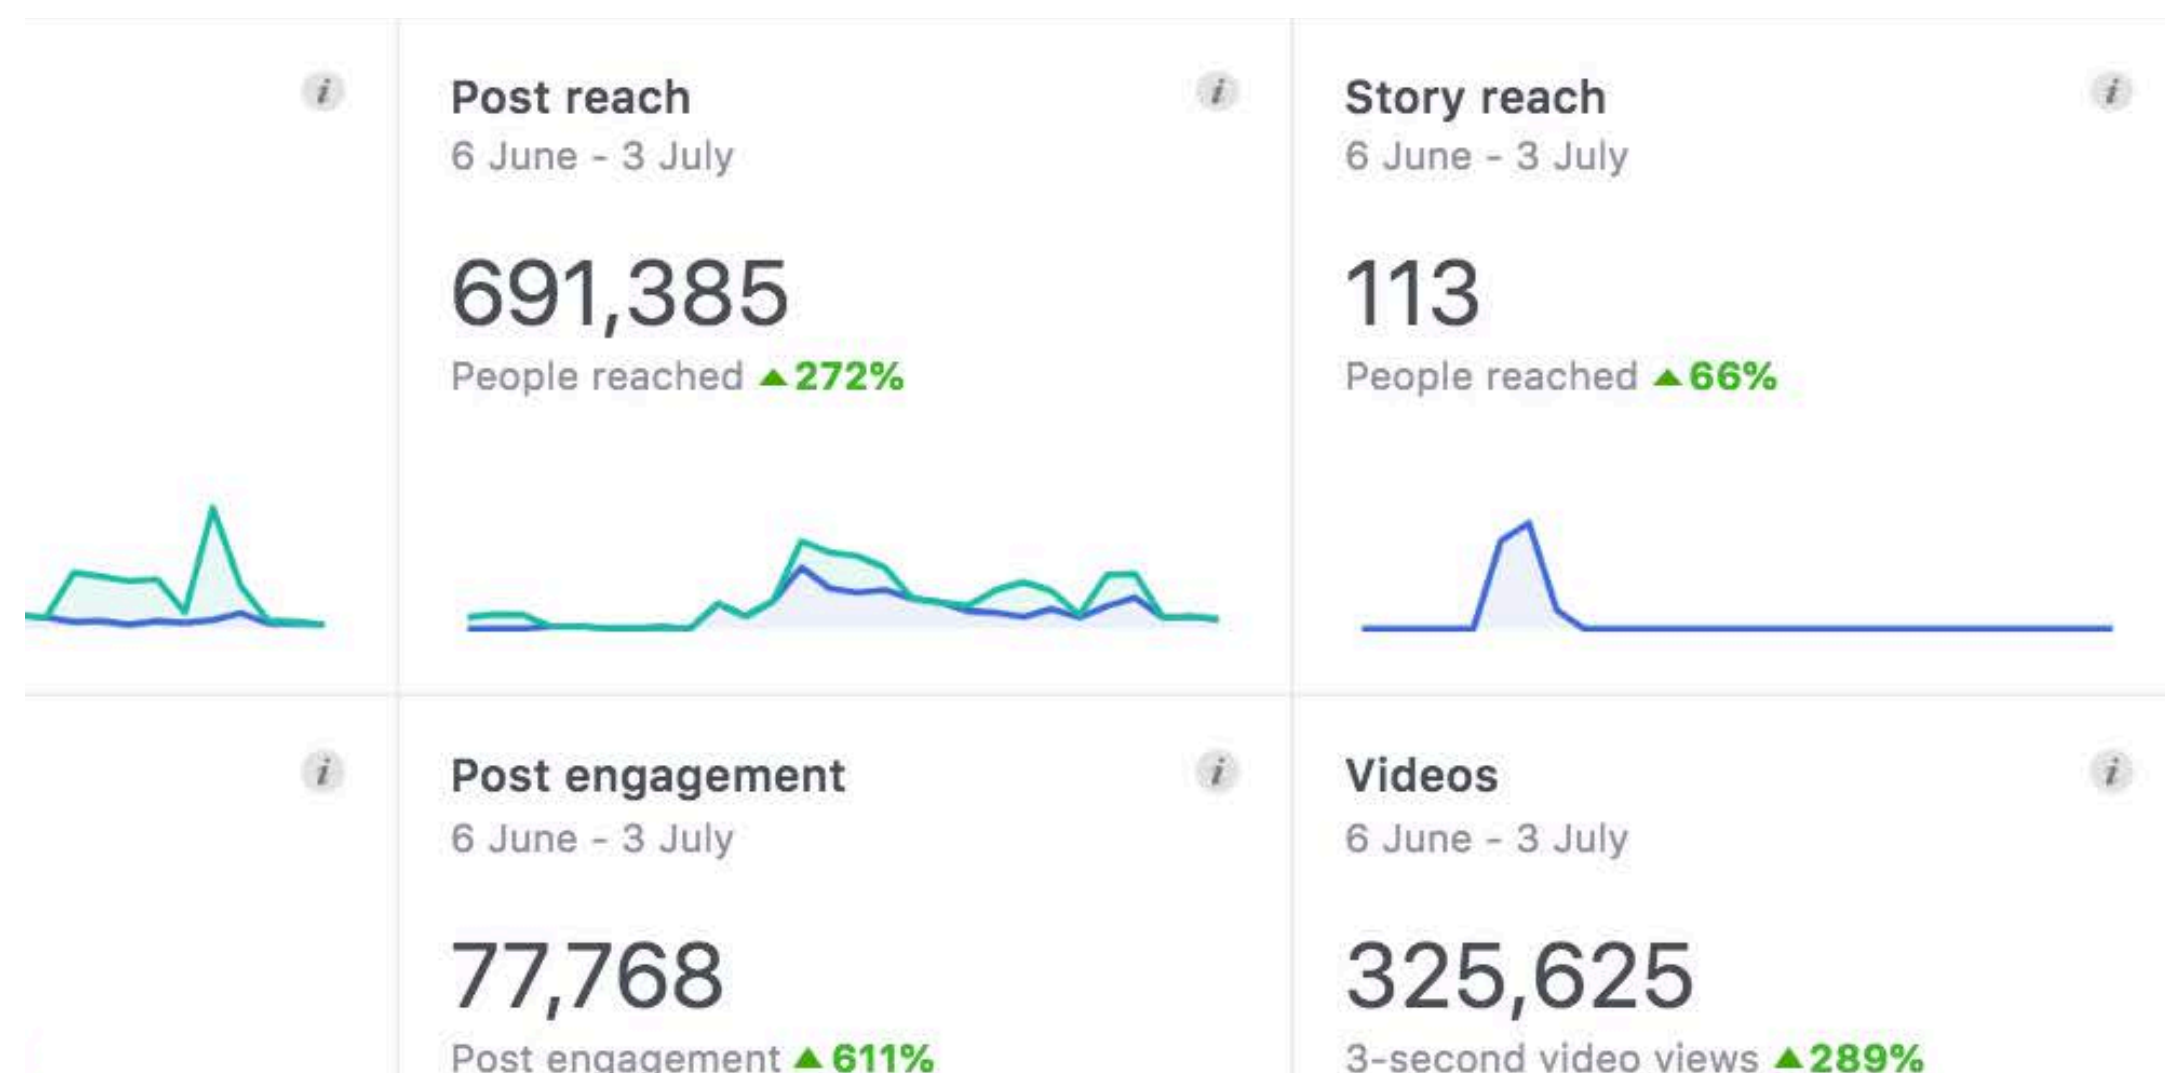 Post reach
6 June - 3 July
691,385
People reached ▲272%
Story reach
6 June - 3 July
113
People reached ▲66%
Post engagement
6 June - 3 July
77,768
Post engagement ▲611%
Videos
6 June - 3 July
325,625
3-second video views ▲289%